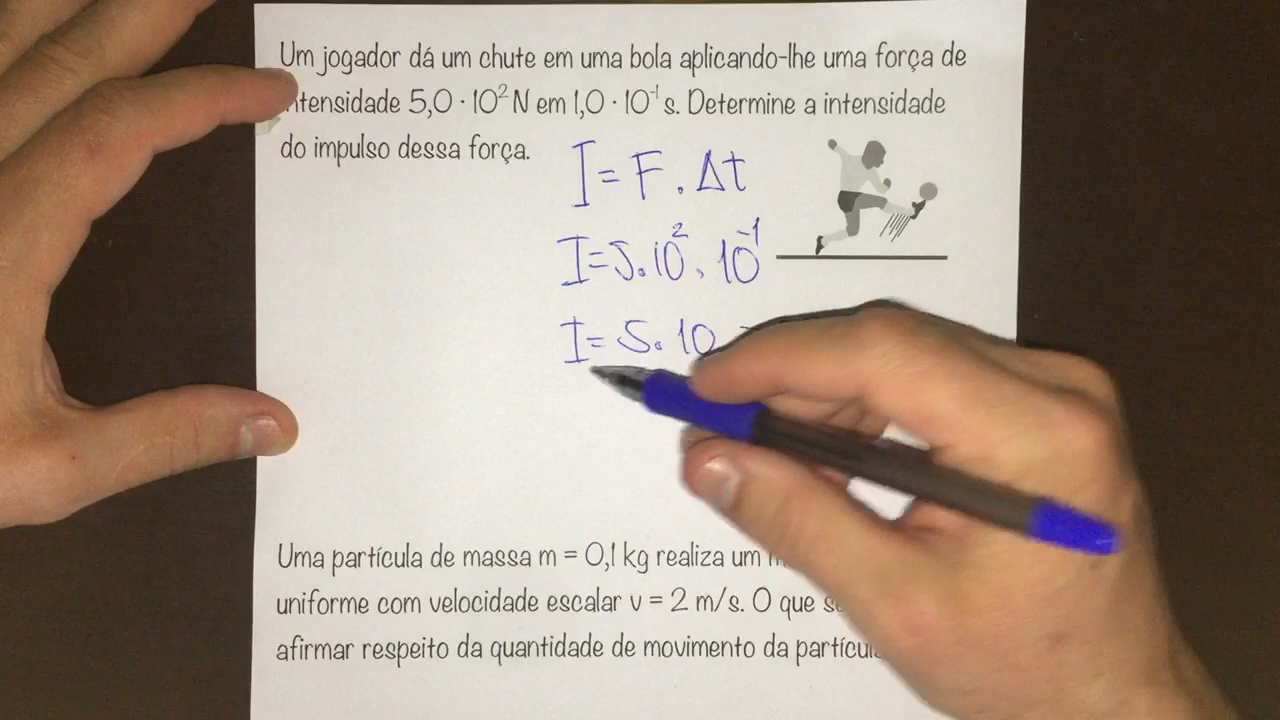 Um jogador dá um chute em uma bola aplicando-lhe uma força de
intensidade 5,0 · 10² N em 1,0 · 10⁻¹ s. Determine a intensidade
do impulso dessa força.
I = F . Δt
I = 5 . 10² . 10⁻¹
I = 5 . 10
Uma partícula de massa m = 0,1 kg realiza um
uniforme com velocidade escalar v = 2 m/s. O que
afirmar respeito da quantidade de movimento da